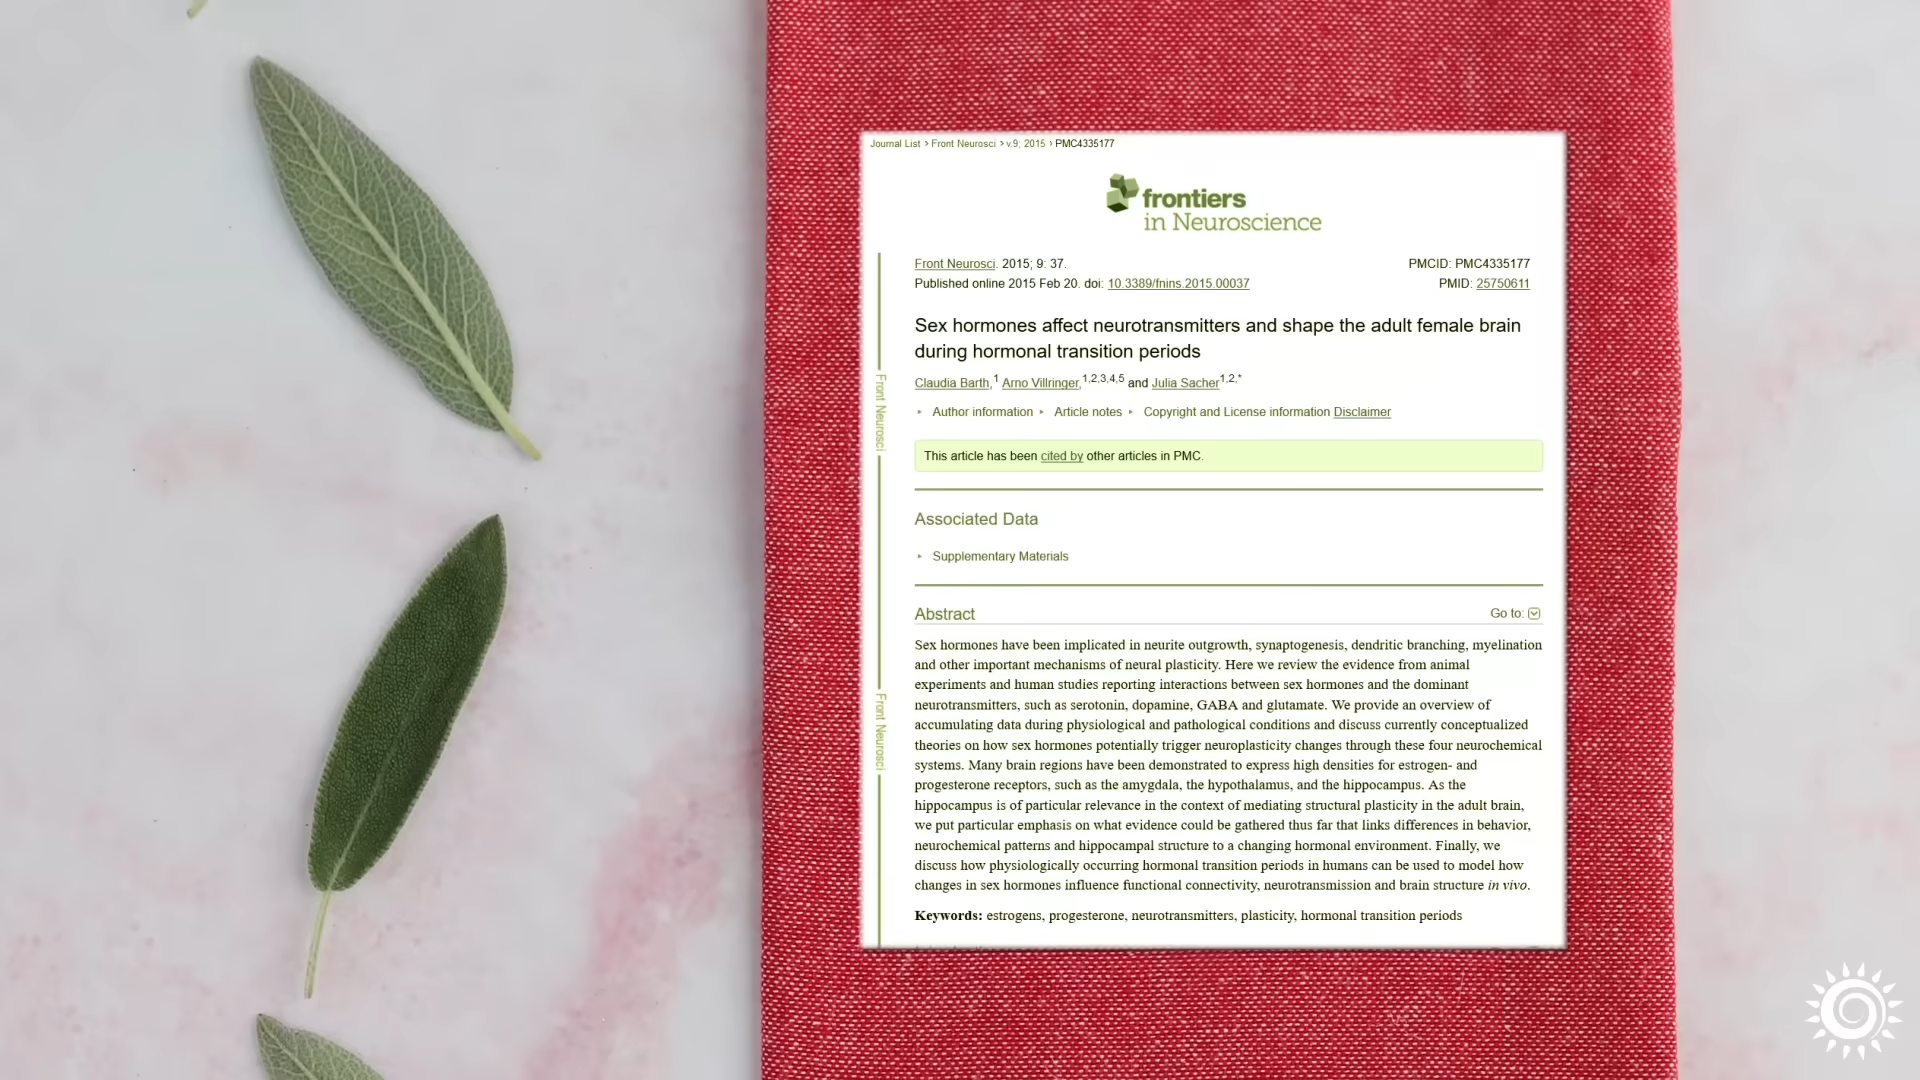 Journal List > Front Neurosci > v.9; 2015 > PMC4335177
frontiers
in Neuroscience
Front Neurosci. 2015; 9: 37.
PMCID: PMC4335177
Published online 2015 Feb 20. doi: 10.3389/fnins.2015.00037
PMID: 25750611
Sex hormones affect neurotransmitters and shape the adult female brain
during hormonal transition periods
Claudia Barth,1 Arno Villringer,1,2,3,4,5 and Julia Sacher1,2,*
▸ Author information ▸ Article notes ▸ Copyright and License information Disclaimer
This article has been cited by other articles in PMC.
Associated Data
▸ Supplementary Materials
Abstract
Go to:
Sex hormones have been implicated in neurite outgrowth, synaptogenesis, dendritic branching, myelination
and other important mechanisms of neural plasticity. Here we review the evidence from animal
experiments and human studies reporting interactions between sex hormones and the dominant
neurotransmitters, such as serotonin, dopamine, GABA and glutamate. We provide an overview of
accumulating data during physiological and pathological conditions and discuss currently conceptualized
theories on how sex hormones potentially trigger neuroplasticity changes through these four neurochemical
systems. Many brain regions have been demonstrated to express high densities for estrogen- and
progesterone receptors, such as the amygdala, the hypothalamus, and the hippocampus. As the
hippocampus is of particular relevance in the context of mediating structural plasticity in the adult brain,
we put particular emphasis on what evidence could be gathered thus far that links differences in behavior,
neurochemical patterns and hippocampal structure to a changing hormonal environment. Finally, we
discuss how physiologically occurring hormonal transition periods in humans can be used to model how
changes in sex hormones influence functional connectivity, neurotransmission and brain structure in vivo.
Keywords: estrogens, progesterone, neurotransmitters, plasticity, hormonal transition periods
Front Neurosci
Front Neurosci